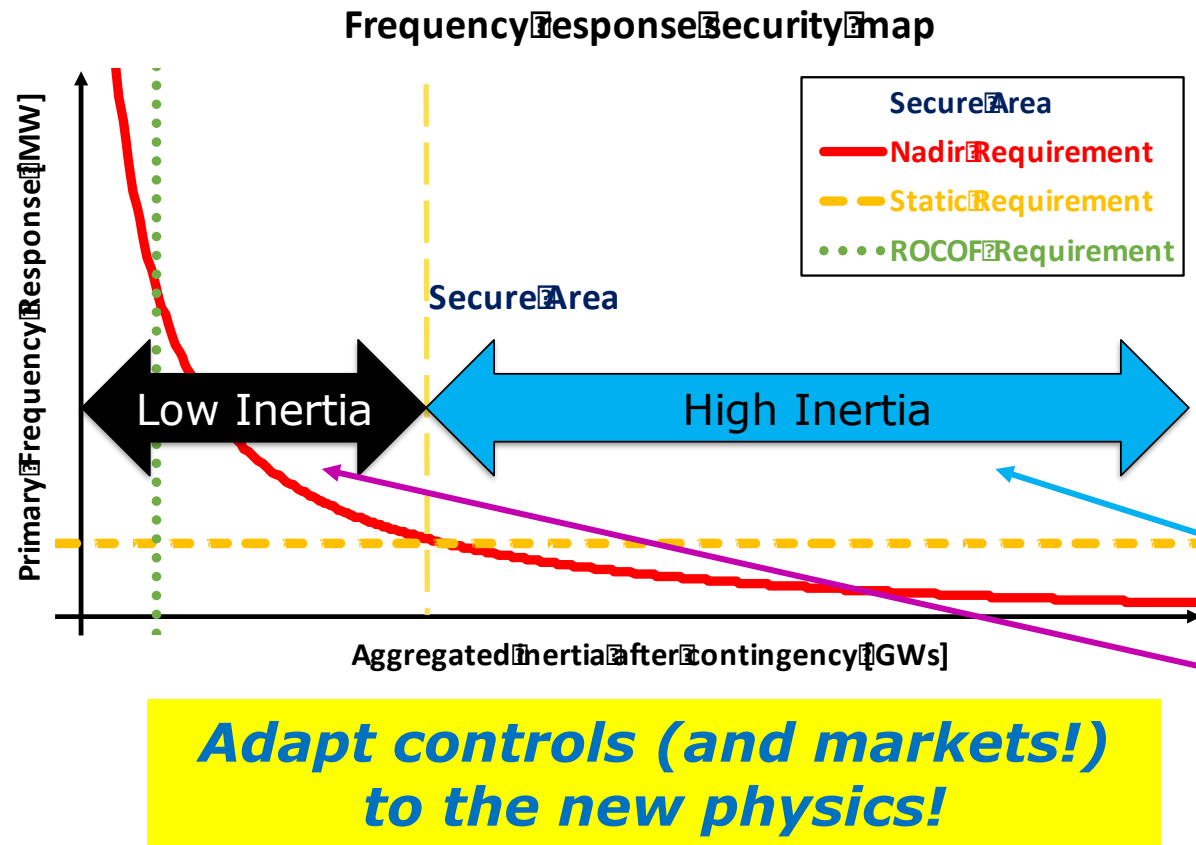 Frequency⍰response⍰security⍰map
Primary⍰Frequency⍰Response⍰[MW]
Secure⍰Area
Nadir⍰Requirement
Static⍰Requirement
ROCOF⍰Requirement
Secure⍰Area
Low Inertia
High Inertia
Aggregated⍰inertia⍰after⍰contingency⍰[GWs]
Adapt controls (and markets!)
to the new physics!